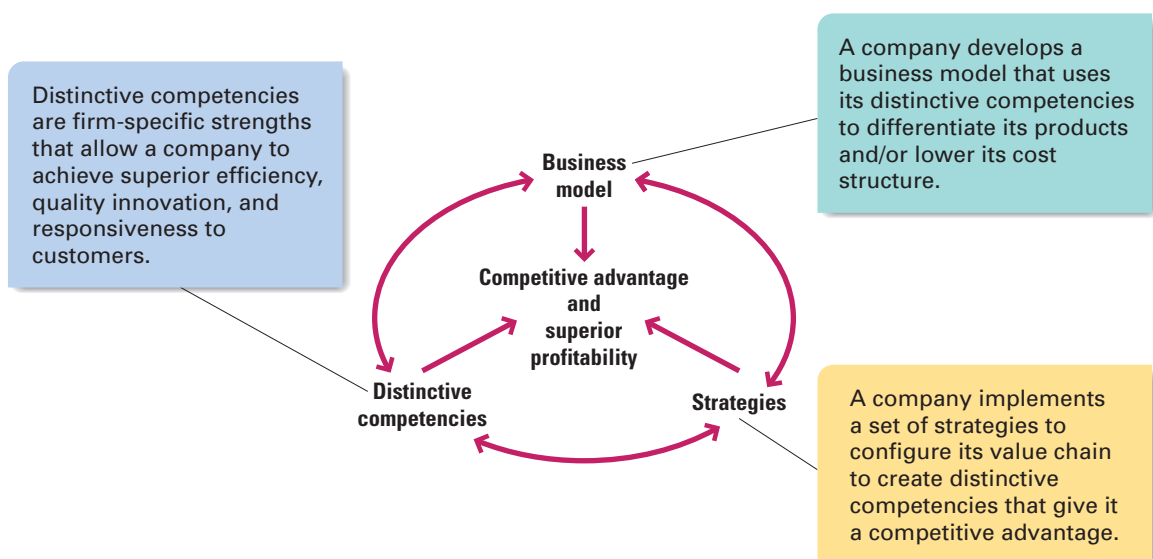 A company develops a
business model that uses
its distinctive competencies
to differentiate its products
and/or lower its cost
structure.
Distinctive competencies
are firm-specific strengths
that allow a company to
achieve superior efficiency,
quality innovation, and
responsiveness to
customers.
Business
model
Competitive advantage
and
superior
profitability
Distinctive
competencies
Strategies
A company implements
a set of strategies to
configure its value chain
to create distinctive
competencies that give it
a competitive advantage.